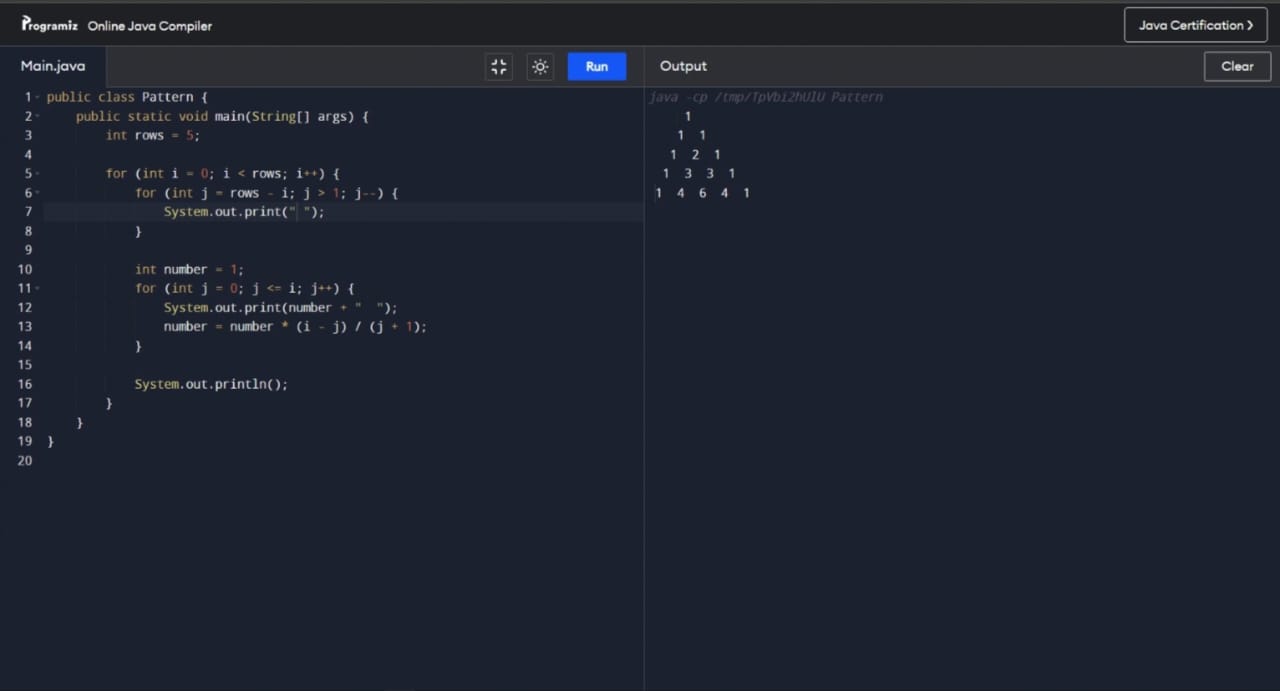 Programiz Online Java Compiler
Java Certification >
Main.java
Run
Output
Clear
1 public class Pattern {
2     public static void main(String[] args) {
3         int rows = 5;
4
5         for (int i = 0; i < rows; i++) {
6             for (int j = rows - i; j > 1; j--) {
7                 System.out.print("  ");
8             }
9
10             int number = 1;
11             for (int j = 0; j <= i; j++) {
12                 System.out.print(number + "  ");
13                 number = number * (i - j) / (j + 1);
14             }
15
16             System.out.println();
17         }
18     }
19 }
20
java -cp /tmp/TpVbi2hUlU Pattern
1
1 1
1 2 1
1 3 3 1
1 4 6 4 1